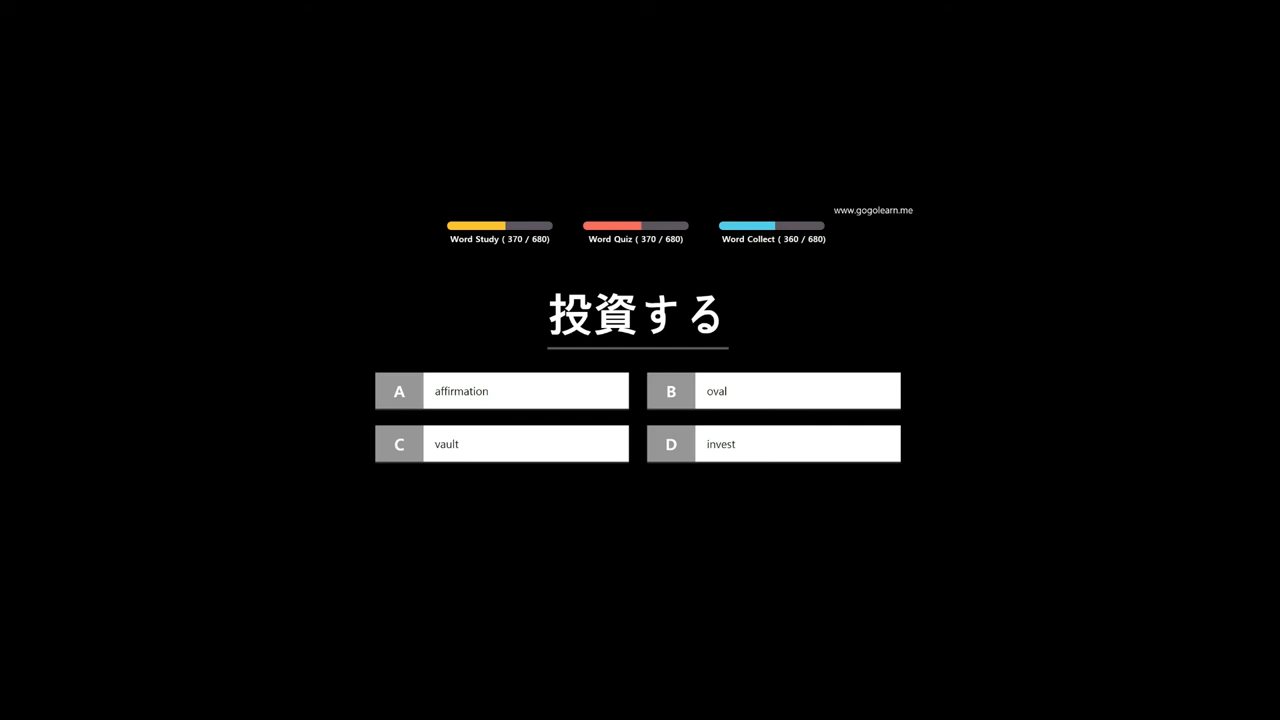 www.gogolearn.me
Word Study ( 370 / 680)
Word Quiz ( 370 / 680)
Word Collect ( 360 / 680)
投資する
A affirmation
B oval
C vault
D invest